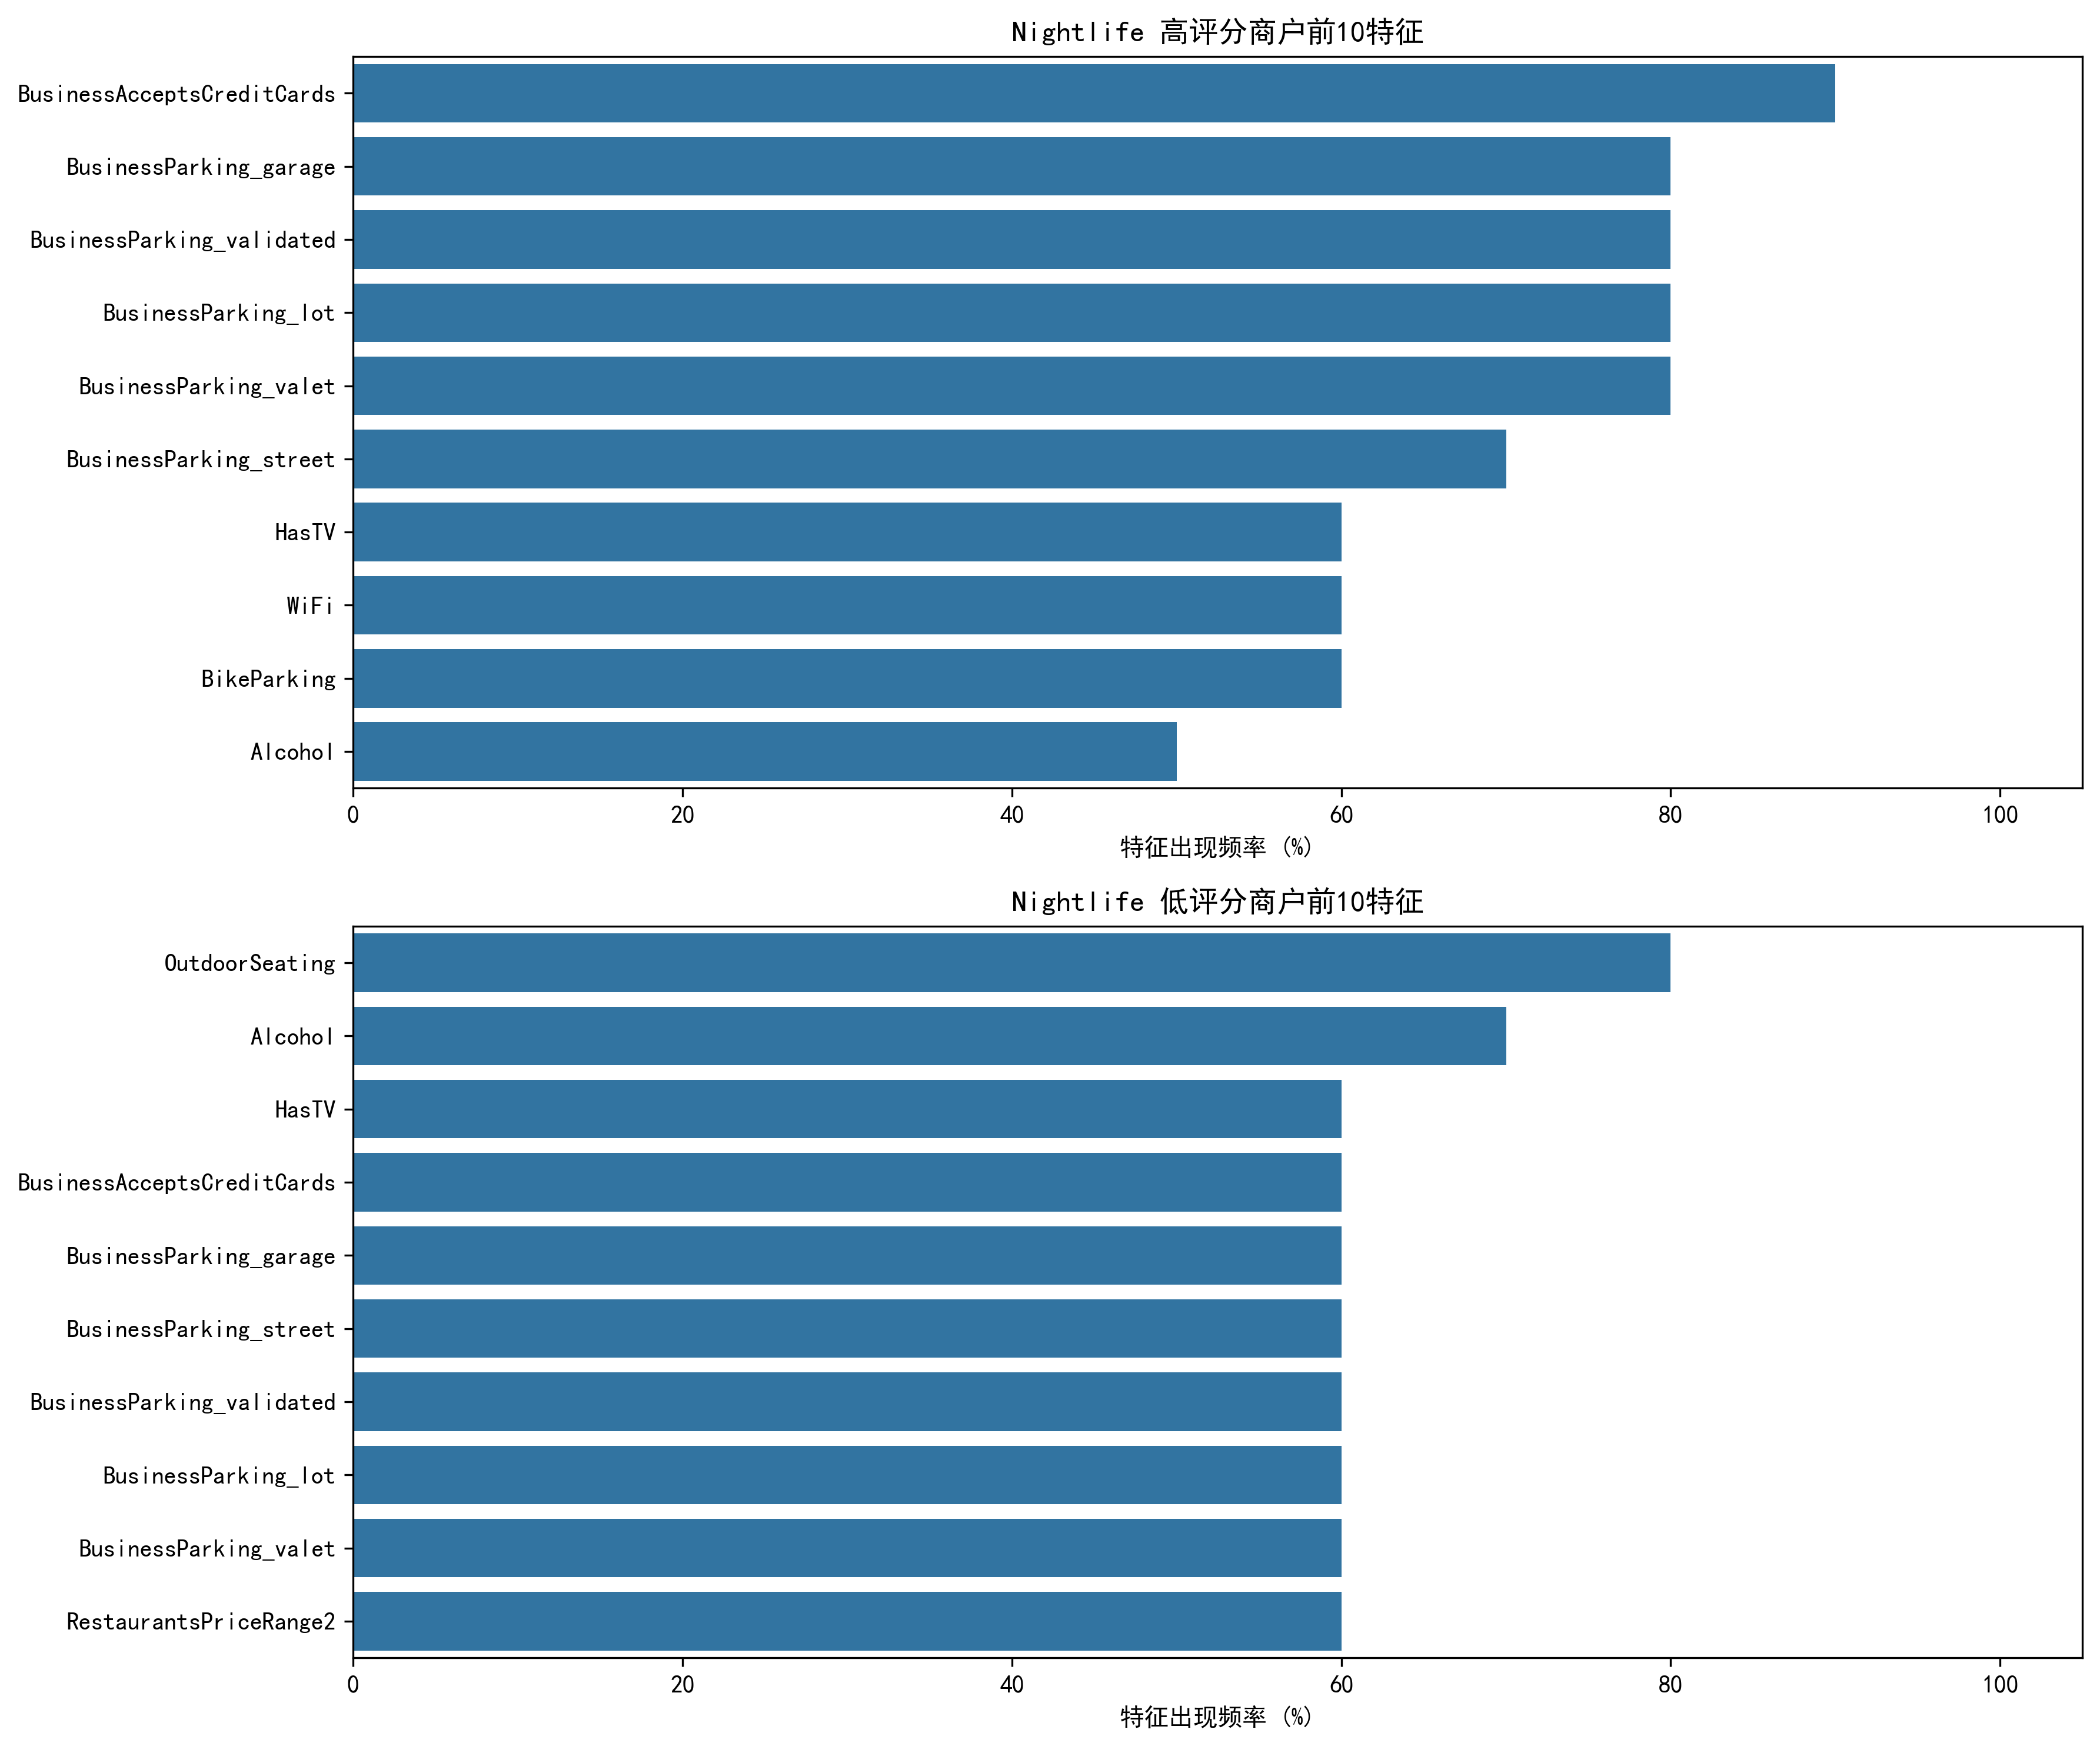 Nightlife 高评分商户前10特征
BusinessAcceptsCreditCards
BusinessParking_garage
BusinessParking_validated
BusinessParking_lot
BusinessParking_valet
BusinessParking_street
HasTV
WiFi
BikeParking
Alcohol
0 20 40 60 80 100
特征出现频率 (%)
Nightlife 低评分商户前10特征
OutdoorSeating
Alcohol
HasTV
BusinessAcceptsCreditCards
BusinessParking_garage
BusinessParking_street
BusinessParking_validated
BusinessParking_lot
BusinessParking_valet
RestaurantsPriceRange2
0 20 40 60 80 100
特征出现频率 (%)